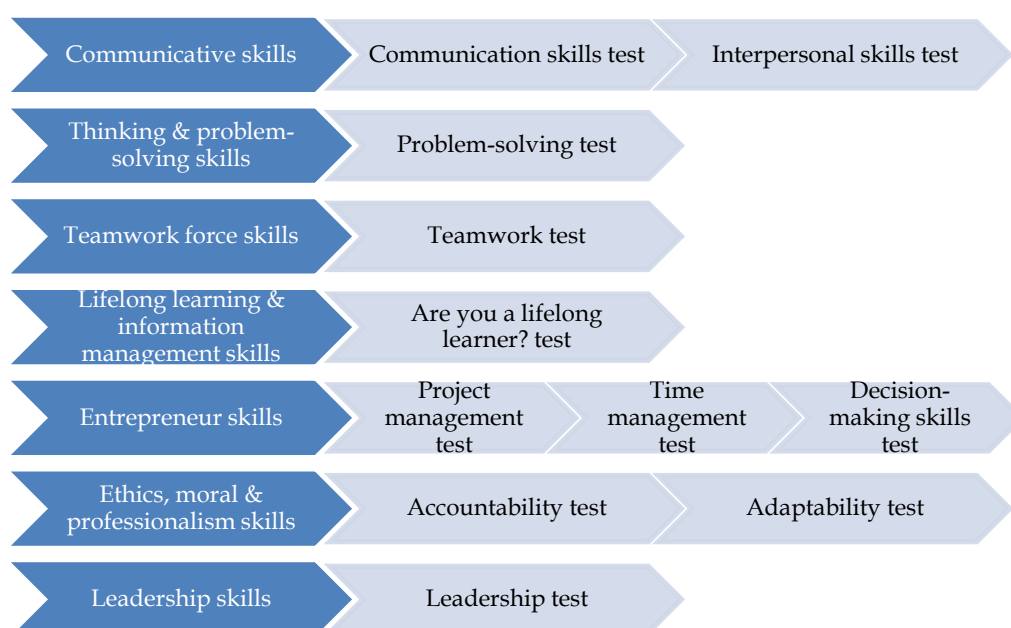 Communicative skills
Communication skills test
Interpersonal skills test
Thinking & problem-
solving skills
Problem-solving test
Teamwork force skills
Teamwork test
Lifelong learning &
information
management skills
Are you a lifelong
learner? test
Entrepreneur skills
Project
management
test
Time
management
test
Decision-
making skills
test
Ethics, moral &
professionalism skills
Accountability test
Adaptability test
Leadership skills
Leadership test